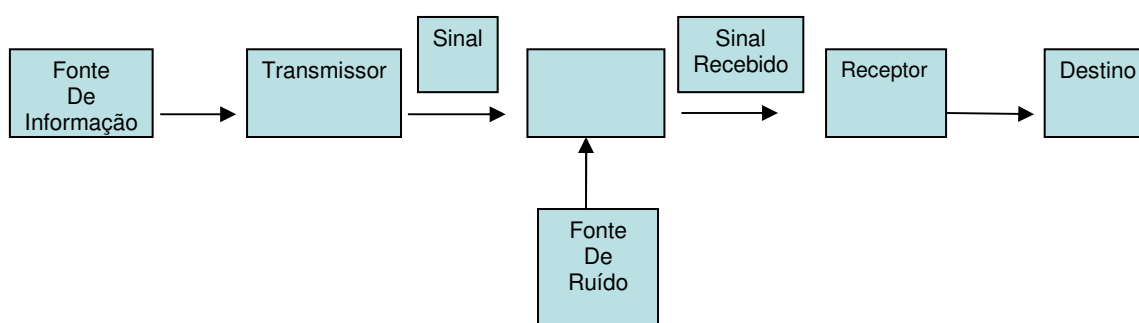 Fonte
De
Informação
Transmissor
Sinal
Sinal
Recebido
Receptor
Destino
Fonte
De
Ruído